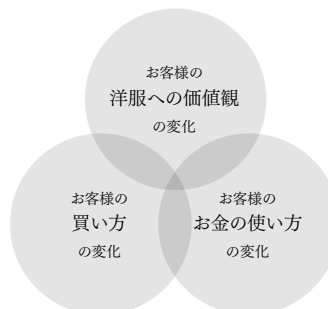 お客様の
洋服への価値観
の変化
お客様の
買い方
の変化
お客様の
お金の使い方
の変化